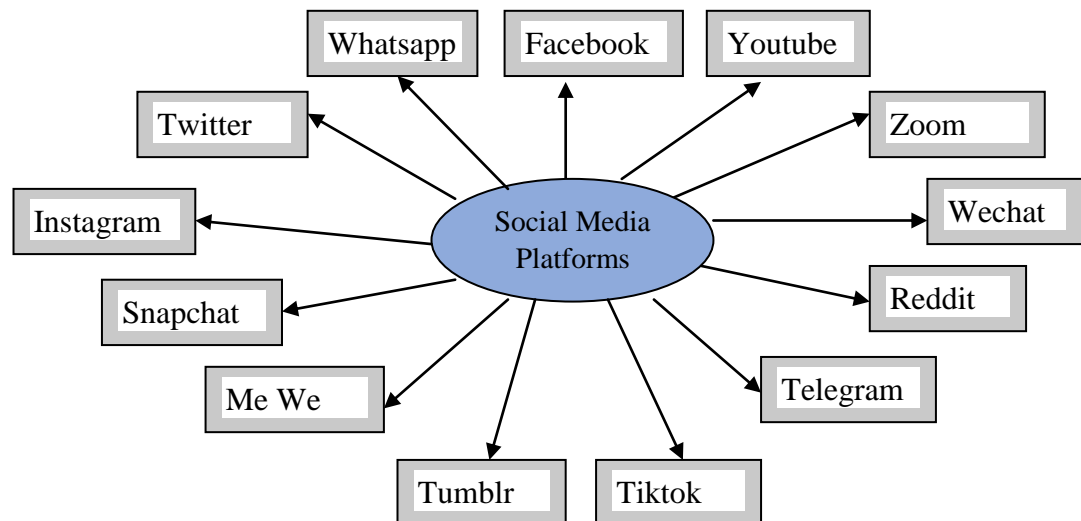 Whatsapp
Facebook
Youtube
Twitter
Zoom
Instagram
Social Media
Platforms
Wechat
Snapchat
Reddit
Me We
Telegram
Tumblr
Tiktok